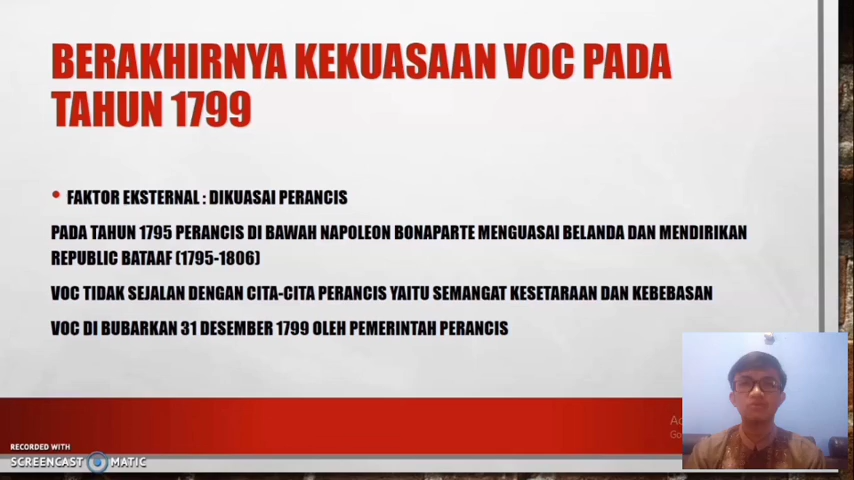 BERAKHIRNYA KEKUASAAN VOC PADA
TAHUN 1799
• FAKTOR EKSTERNAL : DIKUASAI PERANCIS
PADA TAHUN 1795 PERANCIS DI BAWAH NAPOLEON BONAPARTE MENGUASAI BELANDA DAN MENDIRIKAN
REPUBLIC BATAAF (1795-1806)
VOC TIDAK SEJALAN DENGAN CITA-CITA PERANCIS YAITU SEMANGAT KESETARAAN DAN KEBEBASAN
VOC DI BUBARKAN 31 DESEMBER 1799 OLEH PEMERINTAH PERANCIS
RECORDED WITH
SCREENCAST MATIC